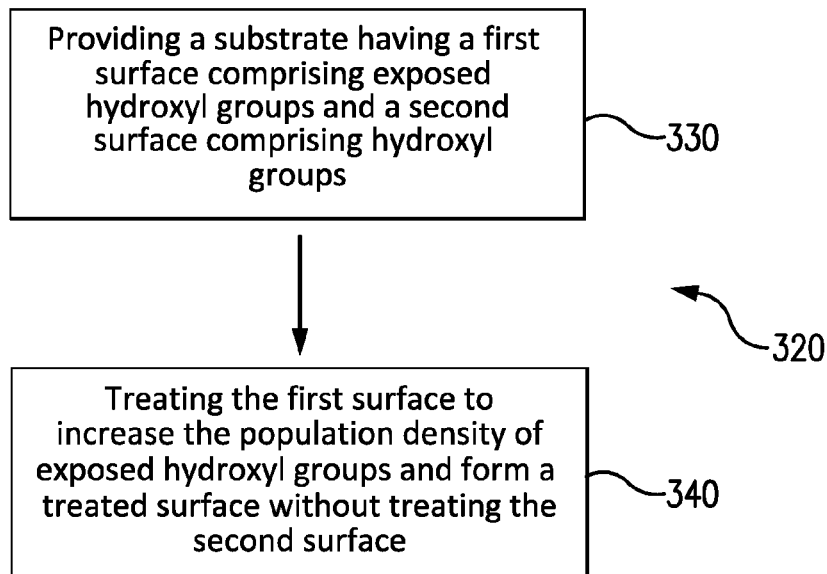 Providing a substrate having a first
surface comprising exposed
hydroxyl groups and a second
surface comprising hydroxyl
groups
330
320
Treating the first surface to
increase the population density of
exposed hydroxyl groups and form a
treated surface without treating the
second surface
340